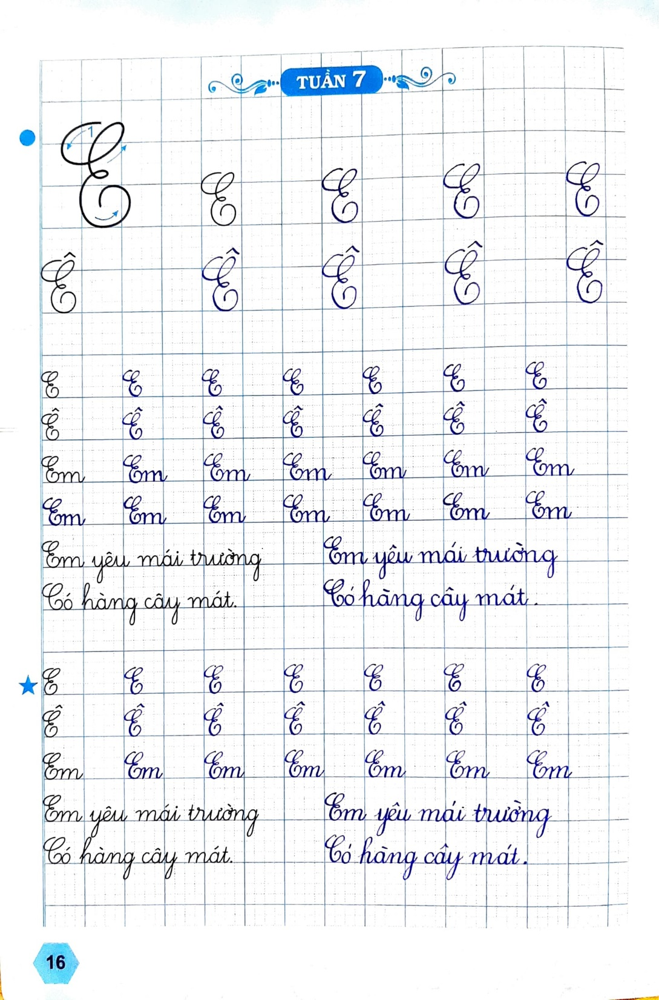 TUẦN 7
1
E E E E E
Ê Ê Ê Ê Ê
E E E E E E E
Ê Ê Ê Ê Ê Ê Ê
Em Em Em Em Em Em Em
Em Em Em Em Em Em Em
Em yêu mái trường Em yêu mái trường
Có hàng cây mát. Có hàng cây mát.
E E E E E E E
Ê Ê Ê Ê Ê Ê Ê
Em Em Em Em Em Em Em
Em yêu mái trường Em yêu mái trường
Có hàng cây mát. Có hàng cây mát.
16